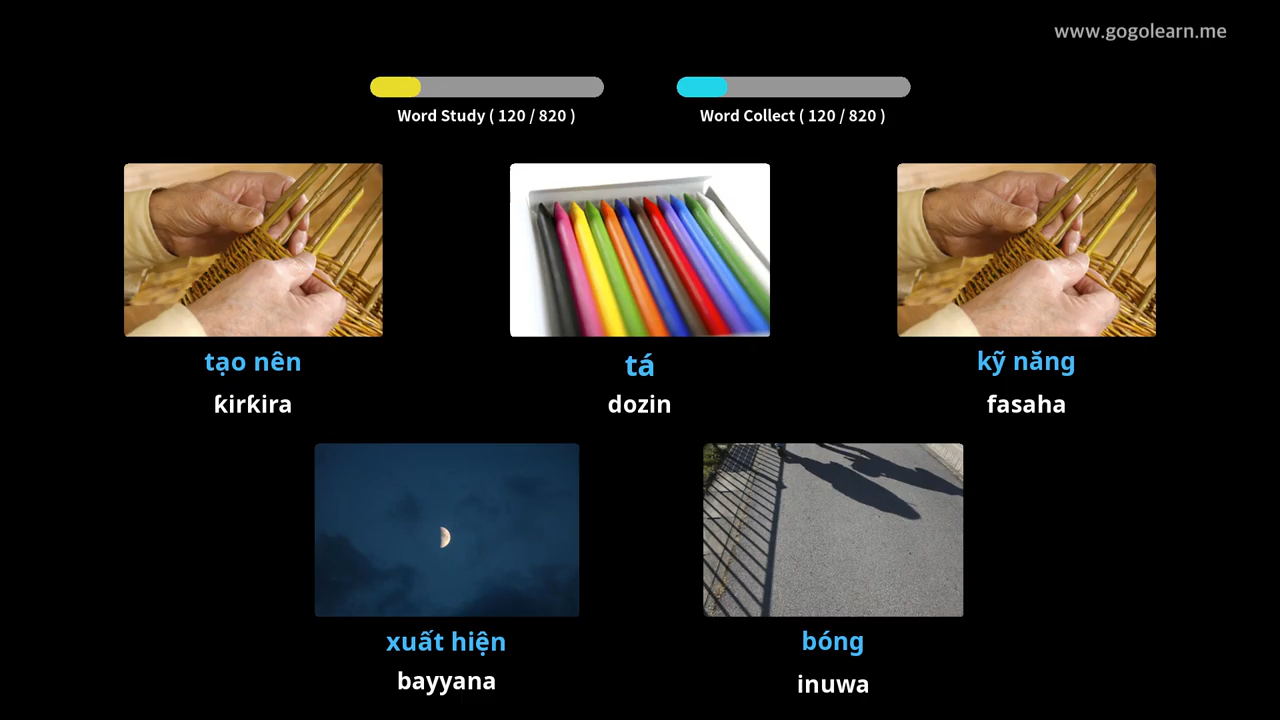 www.gogolearn.me
Word Study ( 120 / 820 )
Word Collect ( 120 / 820 )
tạo nên
ƙirƙira
tá
dozin
kỹ năng
fasaha
xuất hiện
bayyana
bóng
inuwa